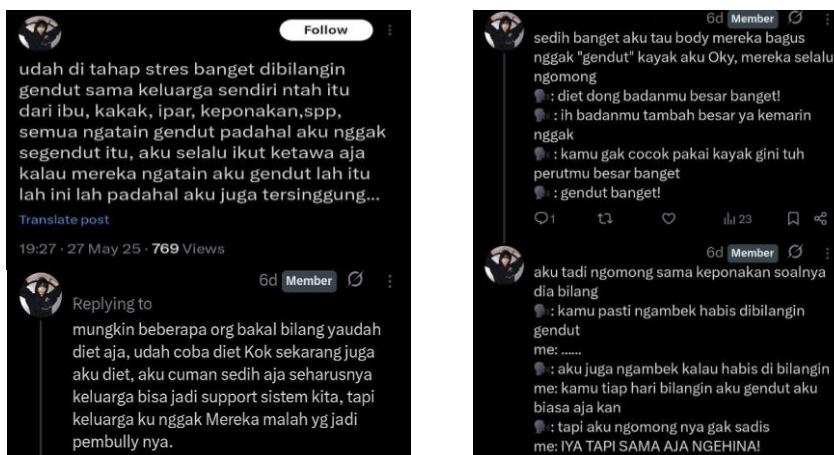 Follow
udah di tahap stres banget dibilangin
gendut sama keluarga sendiri ntah itu
dari ibu, kakak, ipar, keponakan,spp,
semua ngatain gendut padahal aku nggak
segendut itu, aku selalu ikut ketawa aja
kalau mereka ngatain aku gendut lah itu
lah ini lah padahal aku juga tersinggung...
Translate post
19:27 · 27 May 25 · 769 Views
6d Member
Replying to
mungkin beberapa org bakal bilang yaudah
diet aja, udah coba diet Kok sekarang juga
aku diet, aku cuman sedih aja seharusnya
keluarga bisa jadi support sistem kita, tapi
keluarga ku nggak Mereka malah yg jadi
pembully nya.
6d Member
sedih banget aku tau body mereka bagus
nggak "gendut" kayak aku Oky, mereka selalu
ngomong
: diet dong badanmu besar banget!
: ih badanmu tambah besar ya kemarin
nggak
: kamu gak cocok pakai kayak gini tuh
perutmu besar banget
: gendut banget!
1 23
6d Member
aku tadi ngomong sama keponakan soalnya
dia bilang
: kamu pasti ngambek habis dibilangin
gendut
me: ......
: aku juga ngambek kalau habis di bilangin
me: kamu tiap hari bilangin aku gendut aku
biasa aja kan
: tapi aku ngomong nya gak sadis
me: IYA TAPI SAMA AJA NGEHINA!